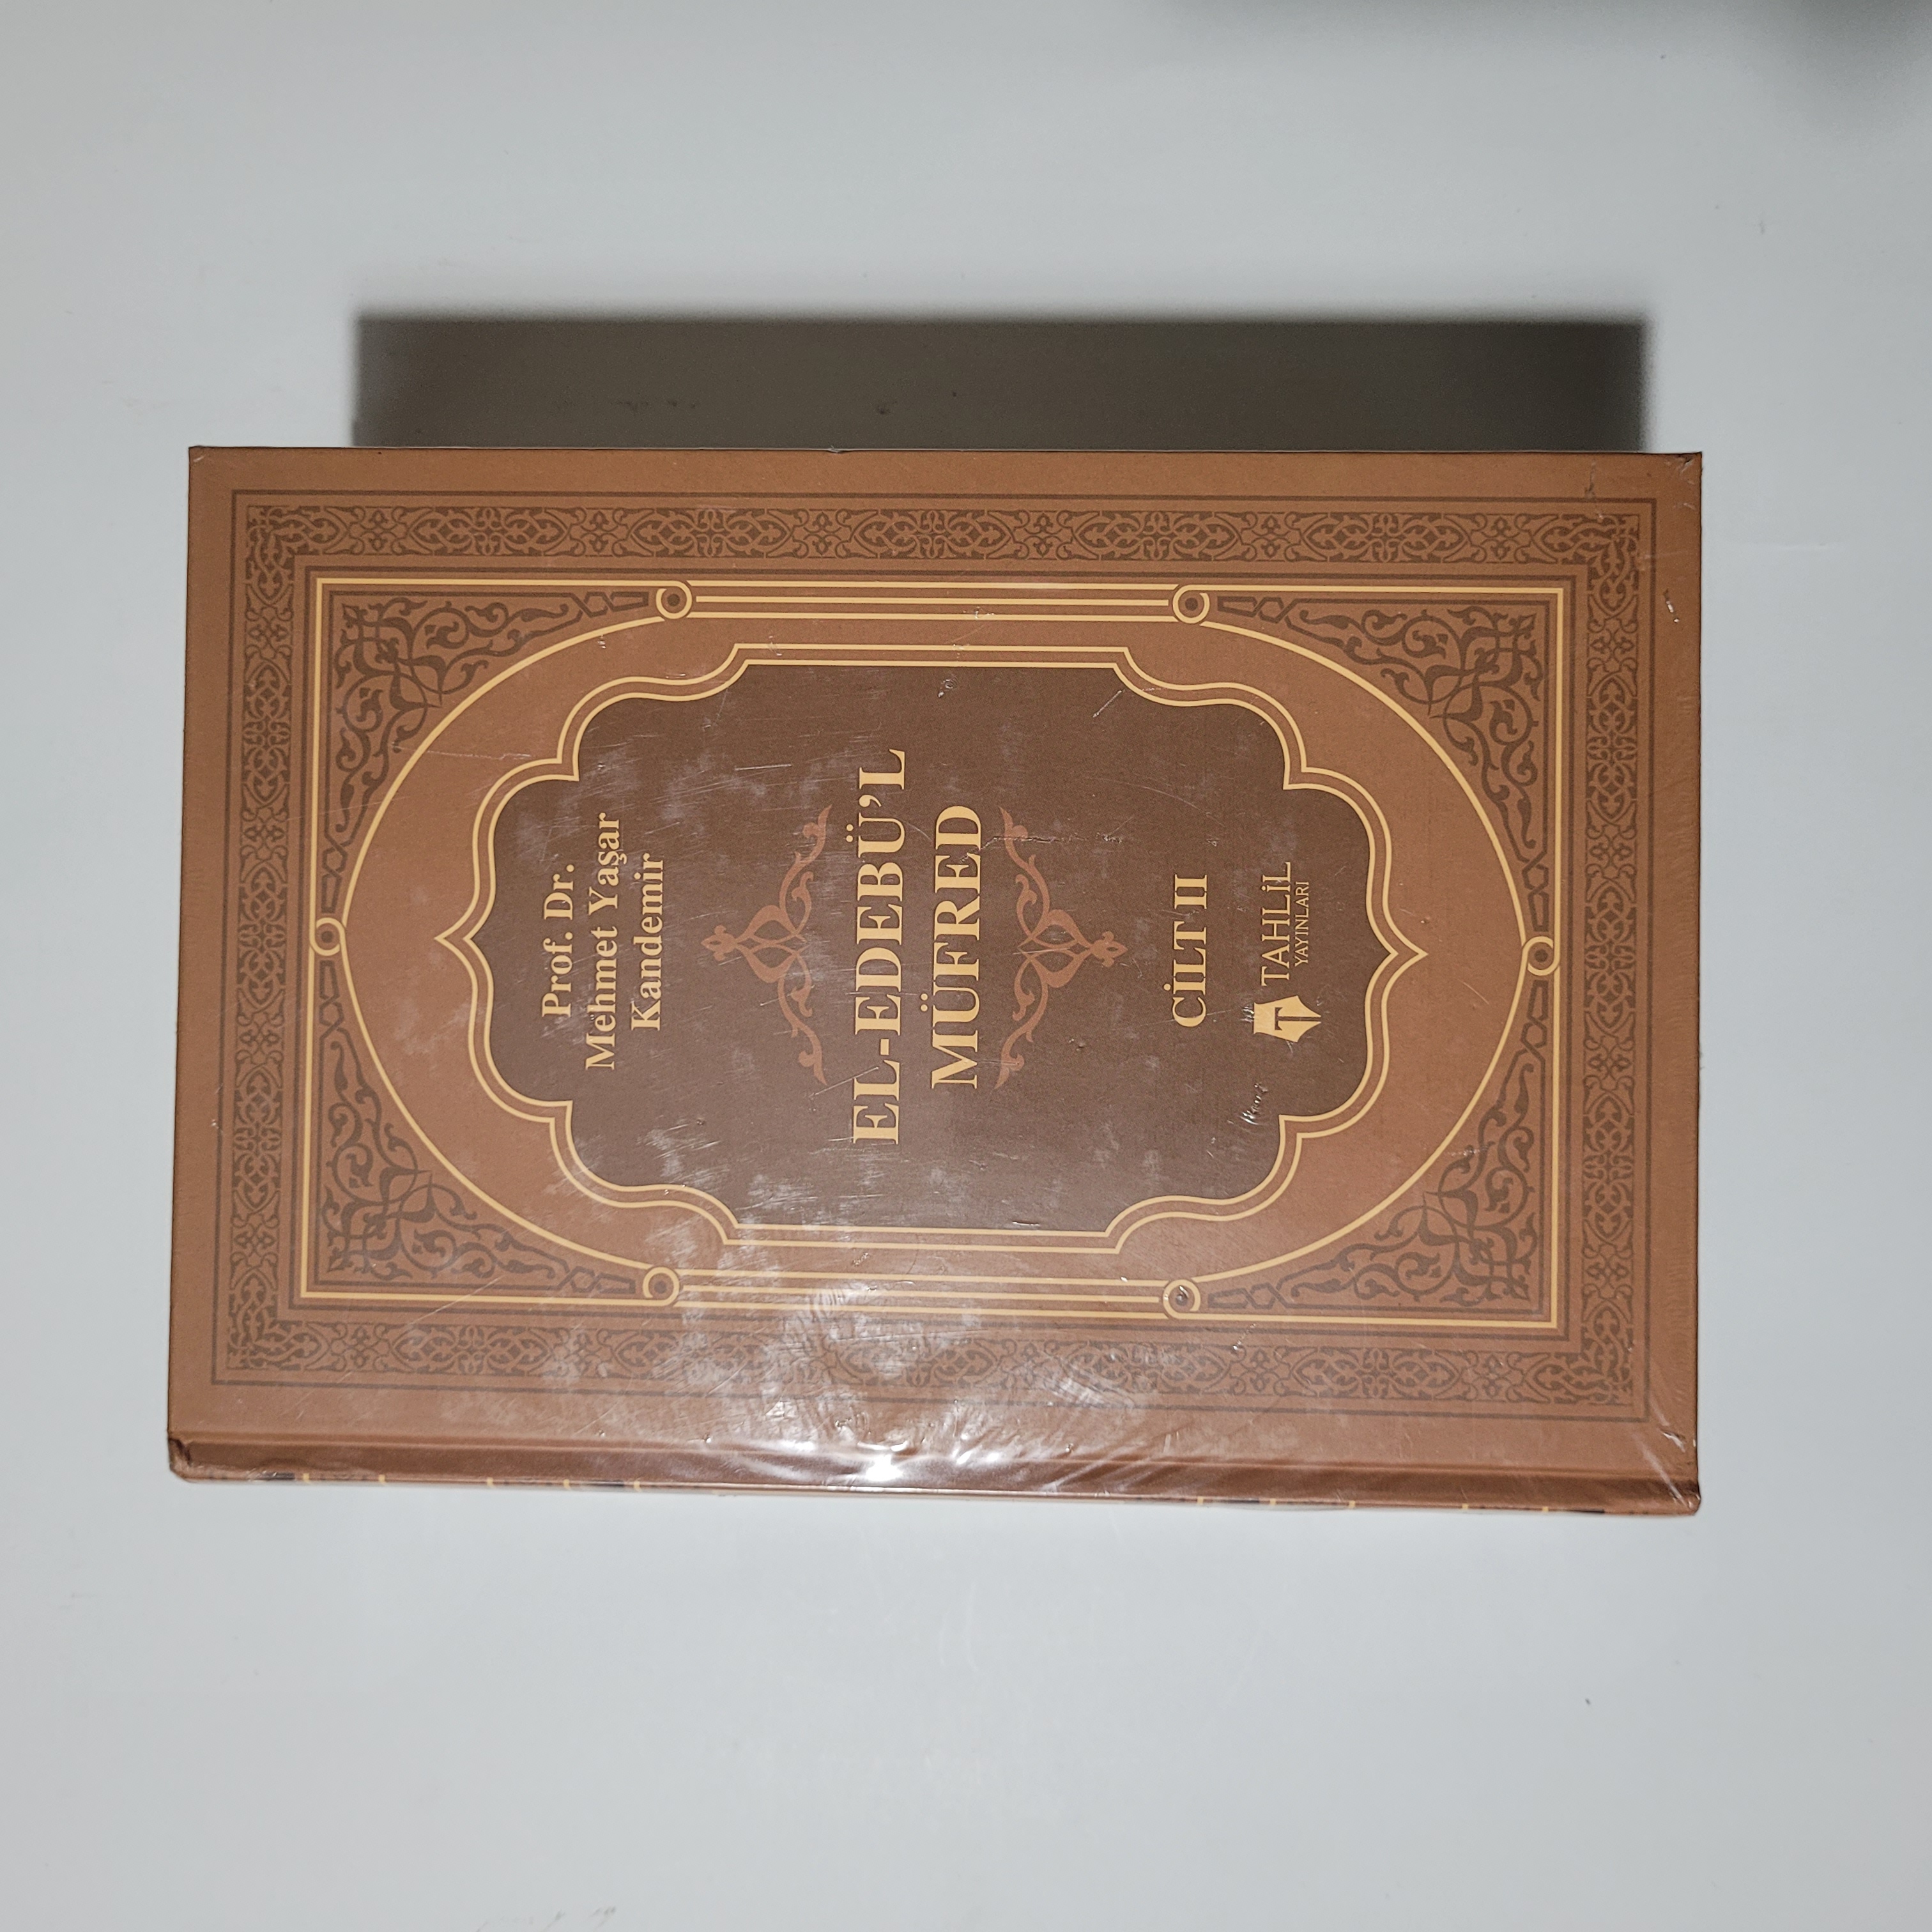 Prof. Dr.
Mehmet Yaşar
Kandemir
EL-EDEBÜ'L
MÜFRED
CİLT II
TAHLİL
YAYINLARI